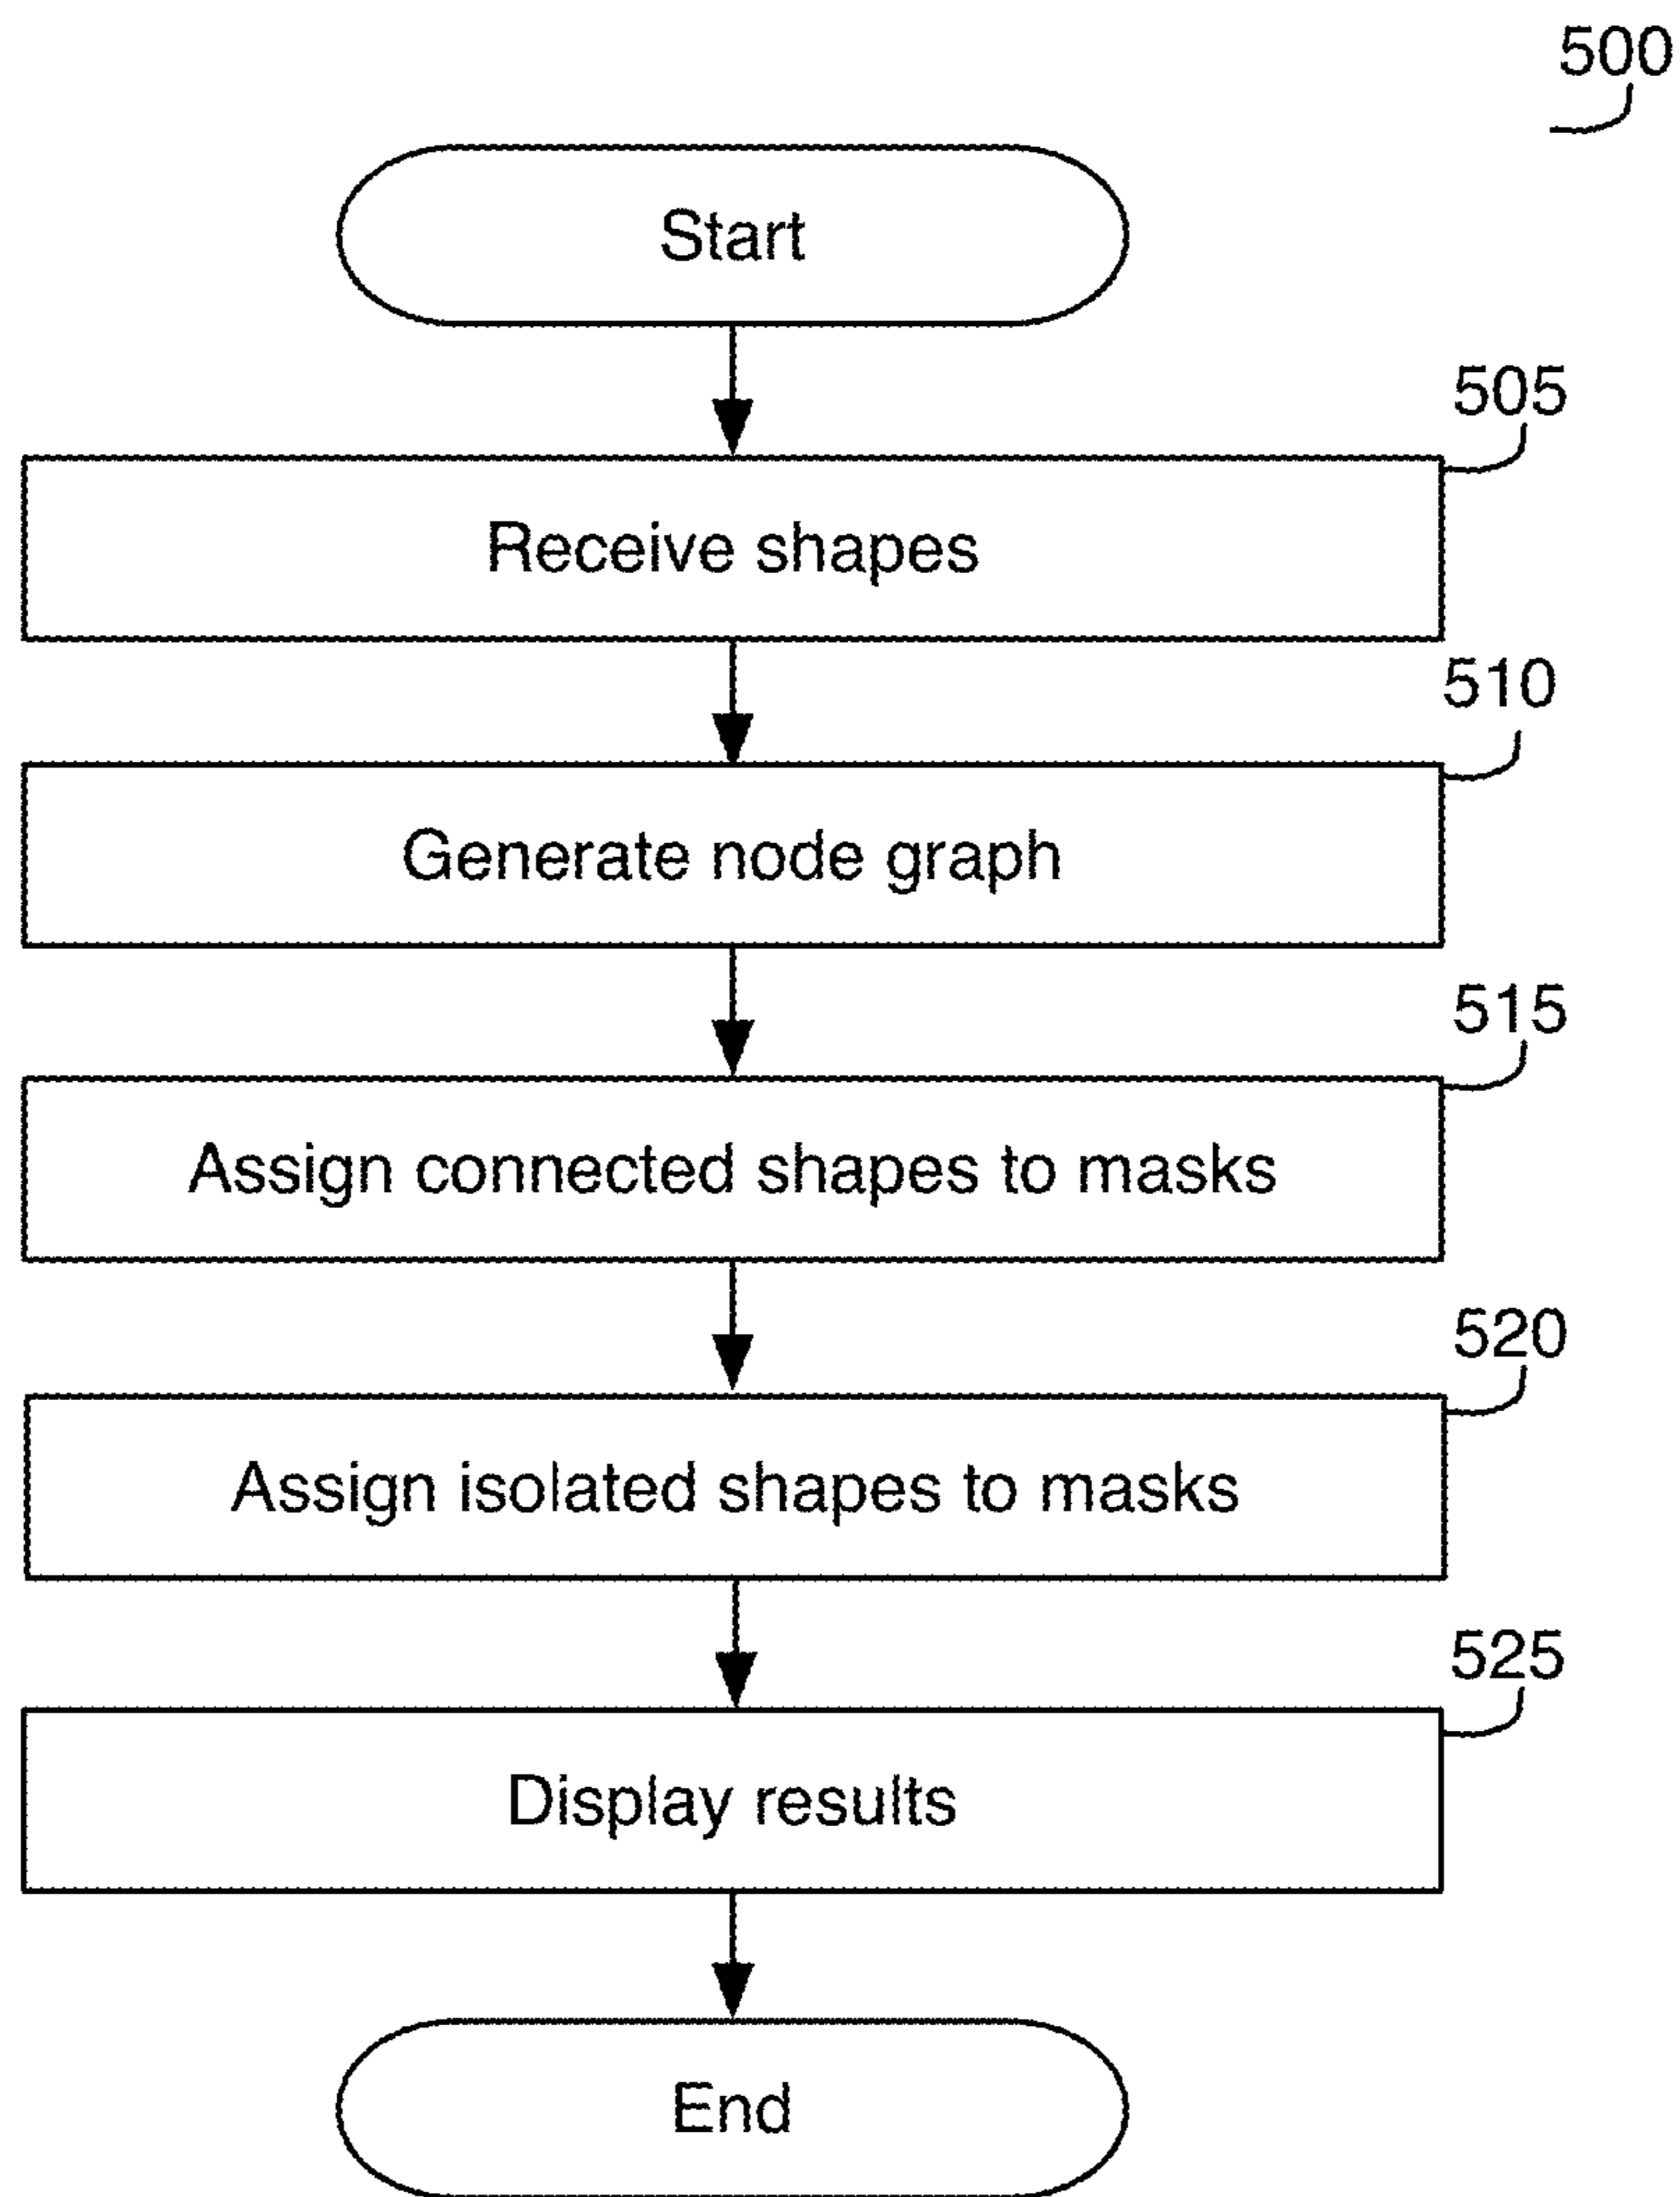 500
Start
505
Receive shapes
510
Generate node graph
515
Assign connected shapes to masks
520
Assign isolated shapes to masks
525
Display results
End